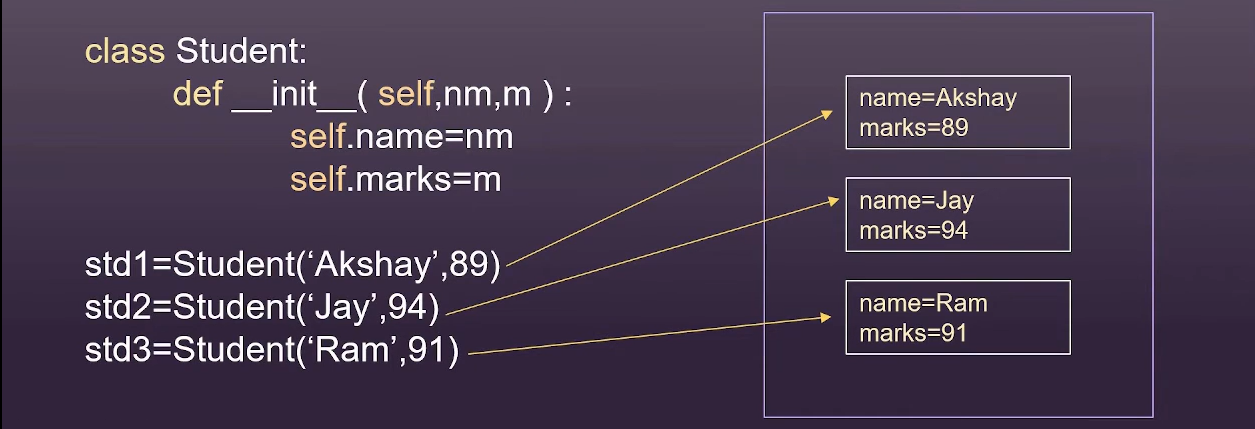 class Student:
def __init__( self,nm,m ) :
self.name=nm
self.marks=m
std1=Student(‘Akshay’,89)
std2=Student(‘Jay’,94)
std3=Student(‘Ram’,91)
name=Akshay
marks=89
name=Jay
marks=94
name=Ram
marks=91